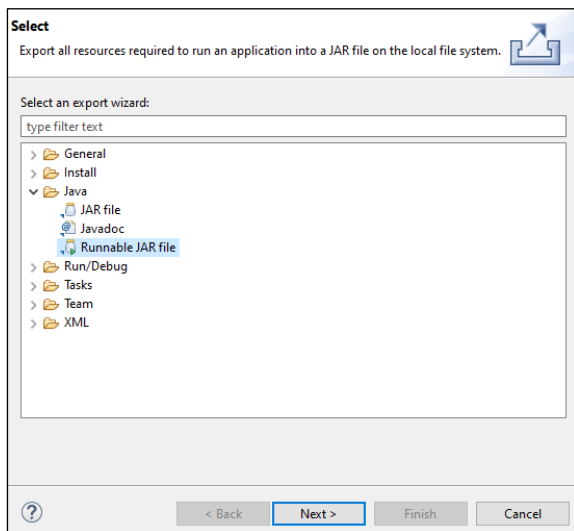 Select
Export all resources required to run an application into a JAR file on the local file system.
Select an export wizard:
type filter text
General
Install
Java
JAR file
Javadoc
Runnable JAR file
Run/Debug
Tasks
Team
XML
?
< Back Next > Finish Cancel